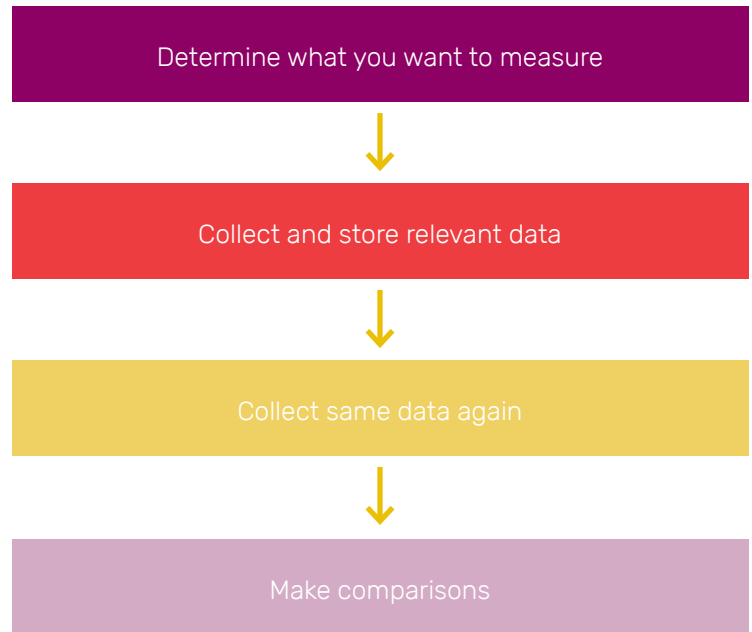 Determine what you want to measure
Collect and store relevant data
Collect same data again
Make comparisons